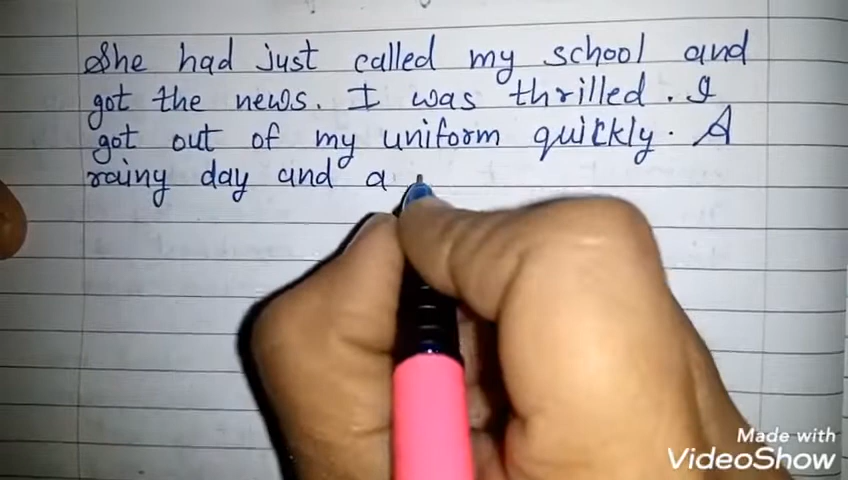 She had just called my school and
got the news. I was thrilled. I
got out of my uniform quickly. A
rainy day and a
Made with
VideoShow